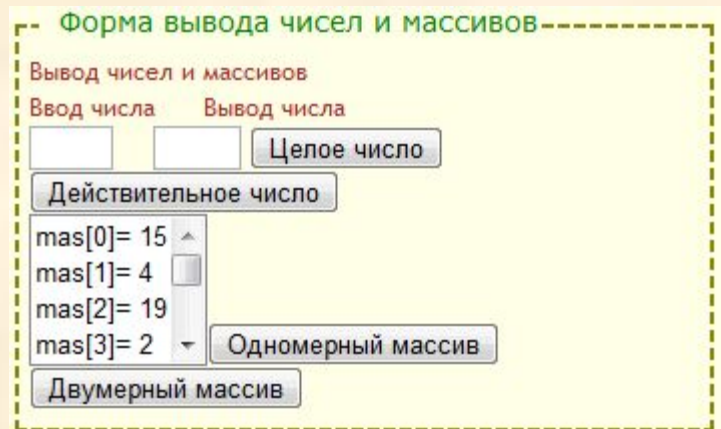 Форма вывода чисел и массивов
Вывод чисел и массивов
Ввод числа Вывод числа
Целое число
Действительное число
mas[0]= 15
mas[1]= 4
mas[2]= 19
mas[3]= 2
Одномерный массив
Двумерный массив